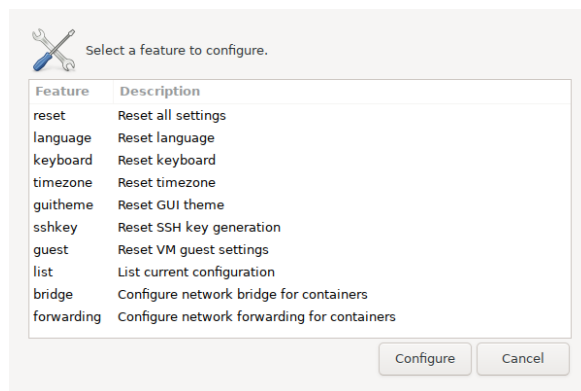 Select a feature to configure.
Feature Description
reset Reset all settings
language Reset language
keyboard Reset keyboard
timezone Reset timezone
guitheme Reset GUI theme
sshkey Reset SSH key generation
guest Reset VM guest settings
list List current configuration
bridge Configure network bridge for containers
forwarding Configure network forwarding for containers
Configure Cancel